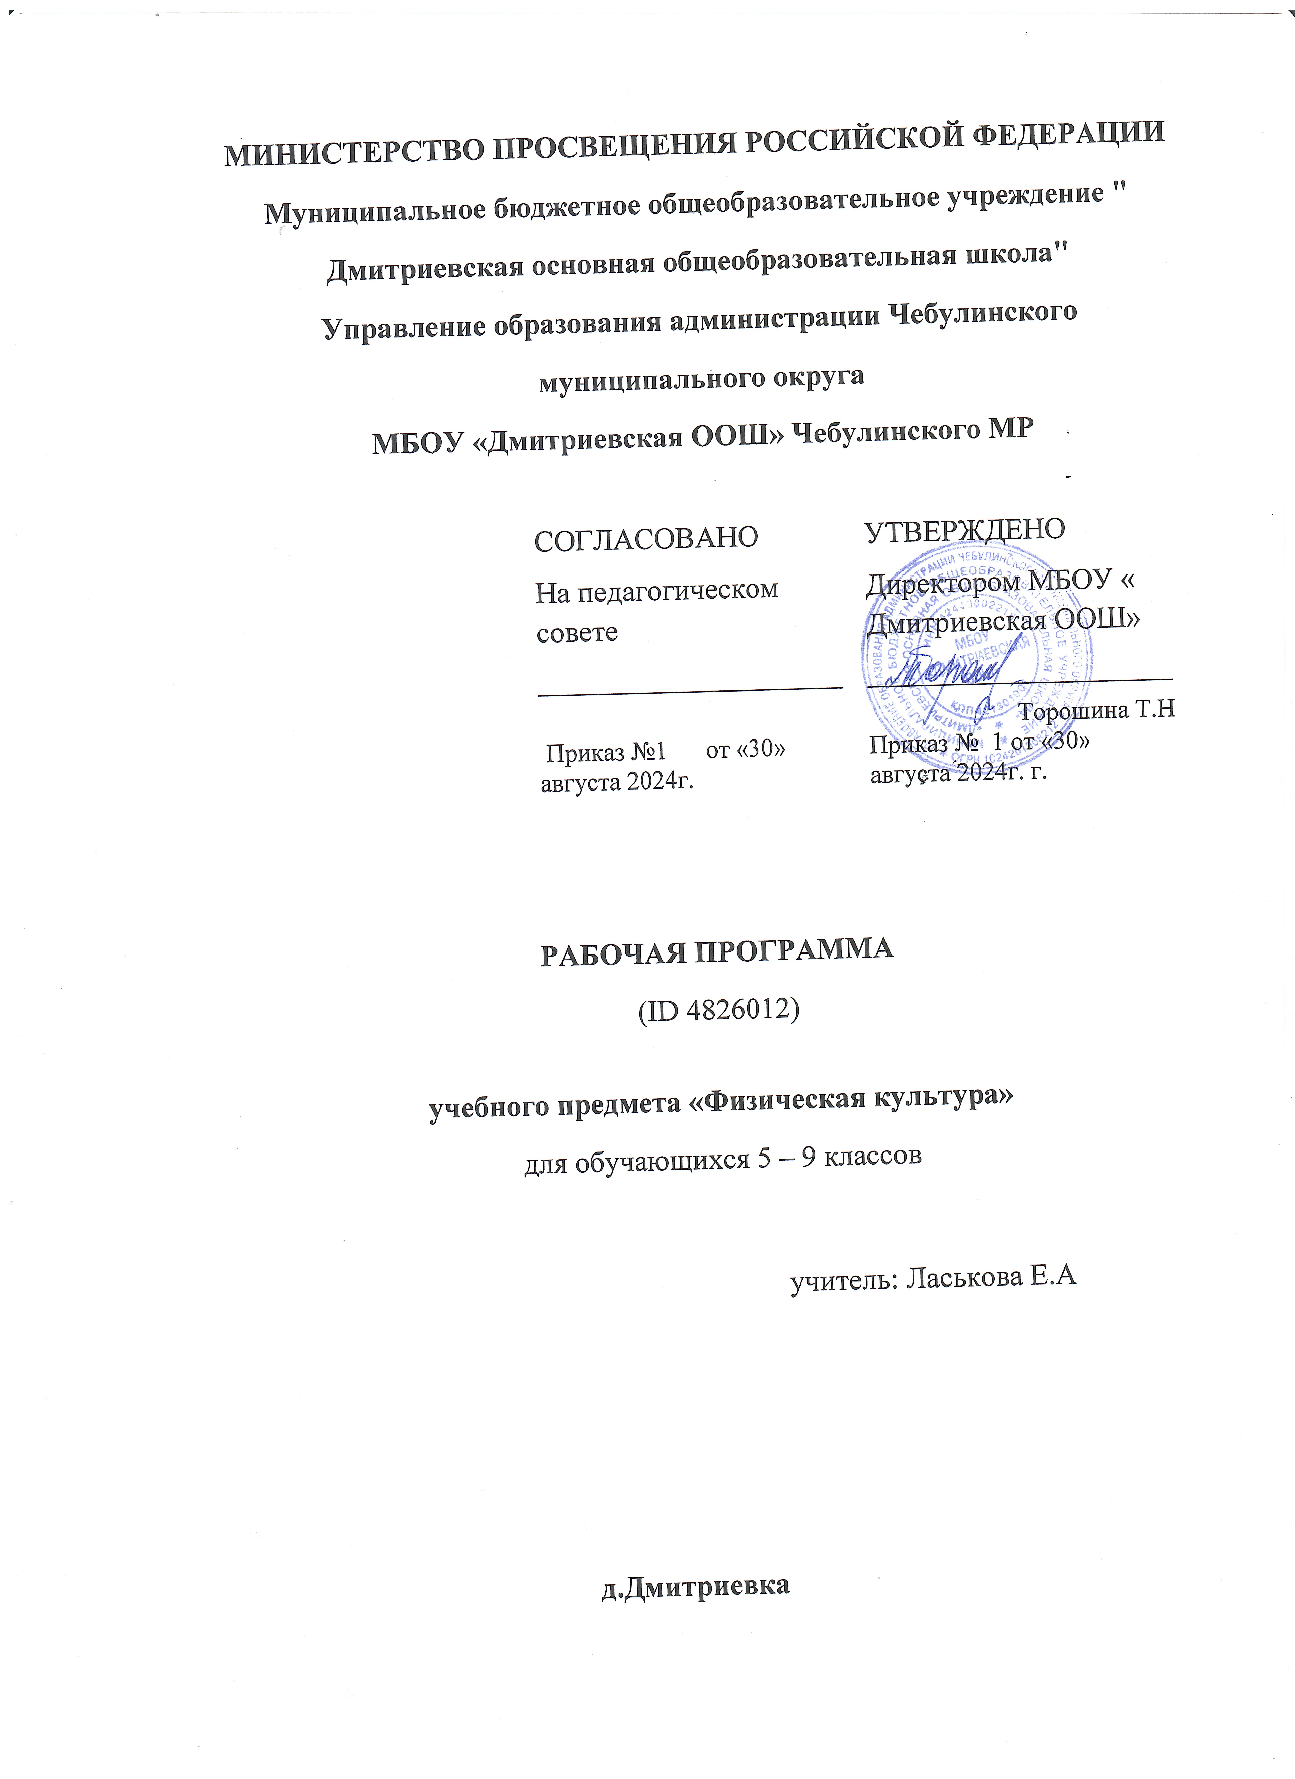 МИНИСТЕРСТВО ПРОСВЕЩЕНИЯ РОССИЙСКОЙ ФЕДЕРАЦИИ
Муниципальное бюджетное общеобразовательное учреждение "
Дмитриевская основная общеобразовательная школа"
Управление образования администрации Чебулинского
муниципального округа
МБОУ «Дмитриевская ООШ» Чебулинского МР
СОГЛАСОВАНО
На педагогическом
совете
Приказ №1 от «30»
августа 2024г.
УТВЕРЖДЕНО
Директором МБОУ «
Дмитриевская ООШ»
Торошина Т.Н
Приказ № 1 от «30»
августа 2024г. г.
МБОУ
РАБОЧАЯ ПРОГРАММА
(ID 4826012)
учебного предмета «Физическая культура»
для обучающихся 5 – 9 классов
учитель: Ласькова Е.А
д.Дмитриевка